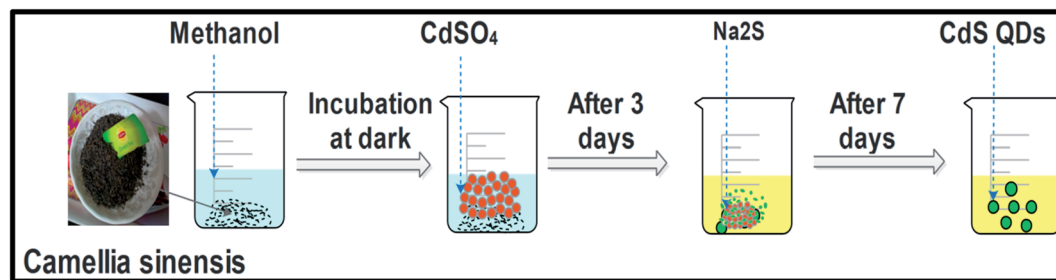 Methanol
CdSO₄
Na2S
CdS QDs
Incubation
at dark
After 3
days
After 7
days
Camellia sinensis